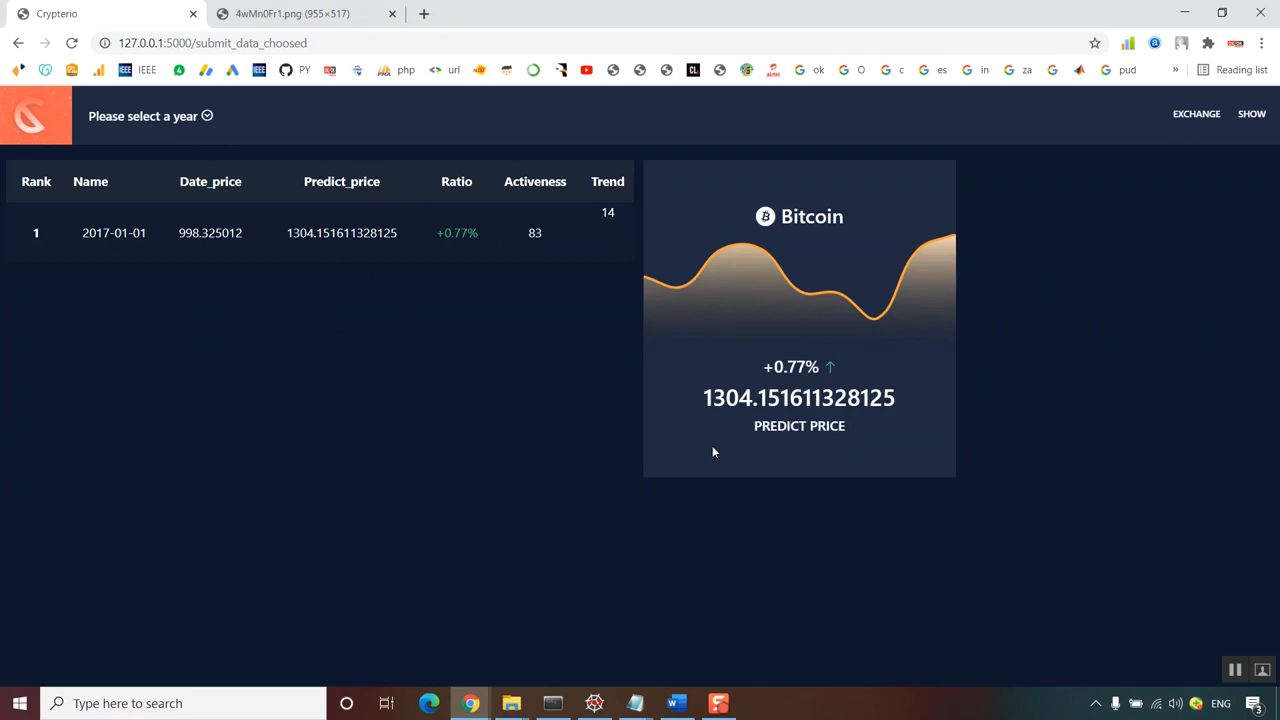 Crypterio
4wMn0Fr1.png (955×517)
127.0.0.1:5000/submit_data_choosed
IEEE
PY
php
url
CL
airtel
ok
O
c
es
in
za
pud
»
Reading list
Please select a year
EXCHANGE
SHOW
Rank Name Date_price Predict_price Ratio Activeness Trend
14
1 2017-01-01 998.325012 1304.151611328125 +0.77% 83
Bitcoin
+0.77% ↑
1304.151611328125
PREDICT PRICE
Type here to search
ENG
3